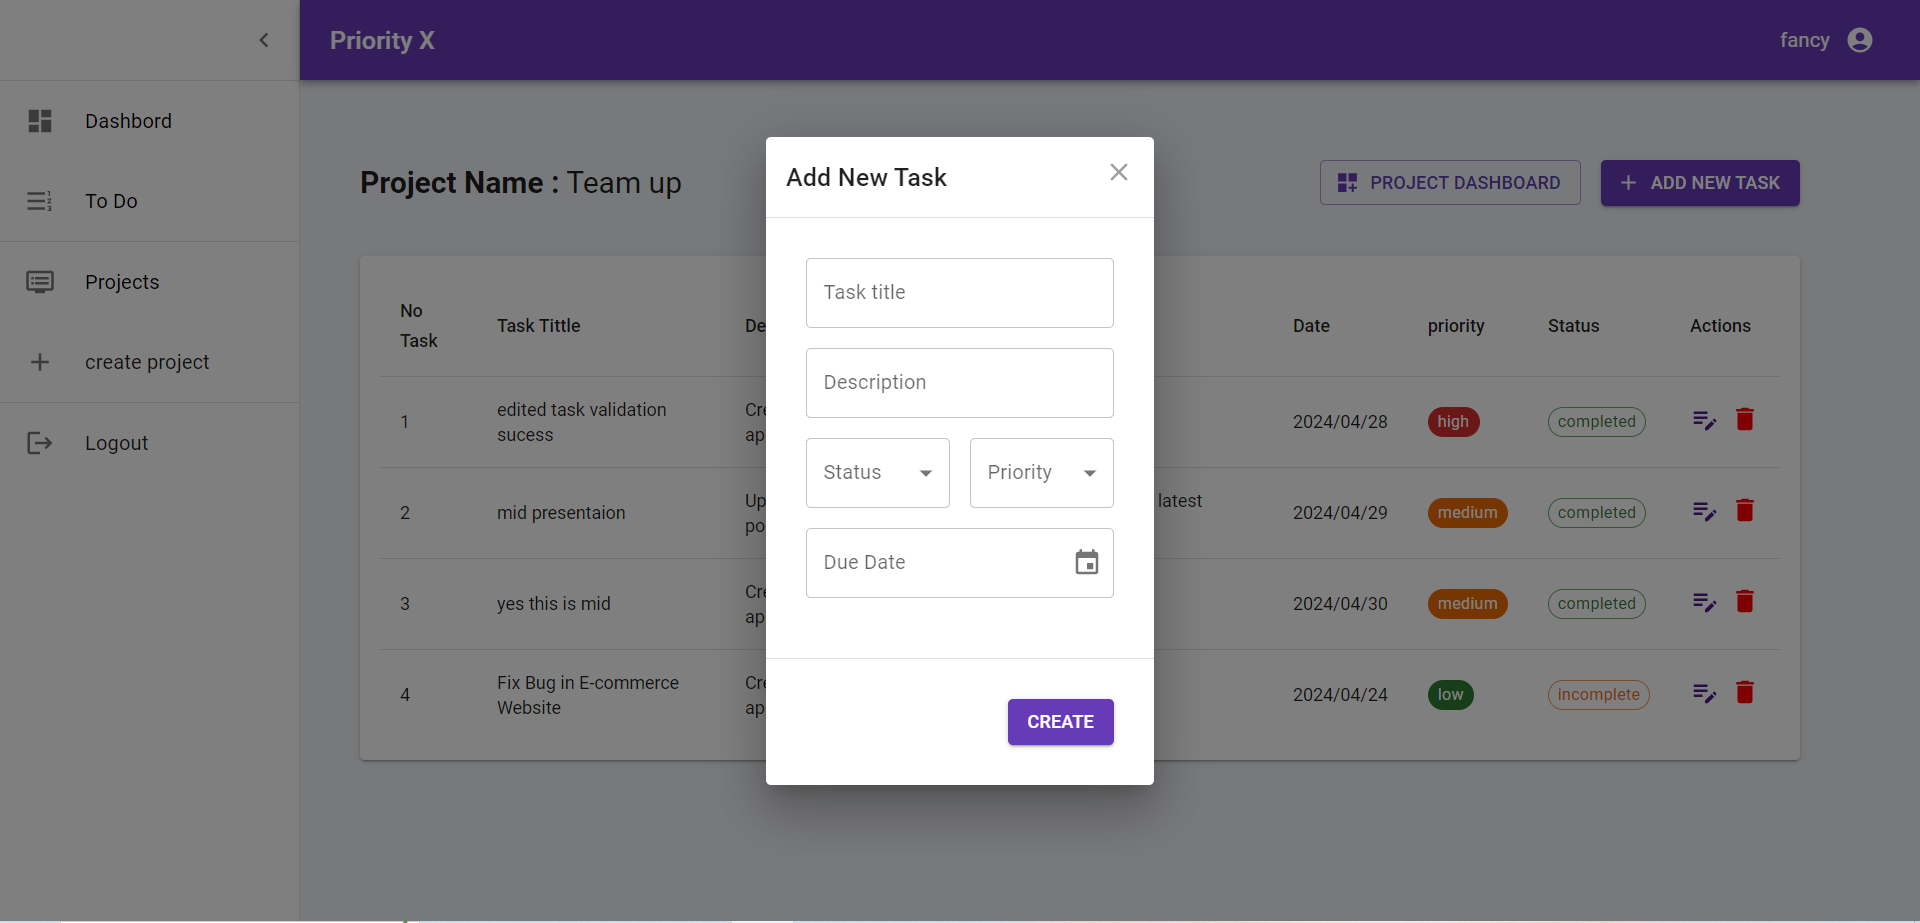 Priority X
fancy
Dashbord
To Do
Projects
create project
Logout
Project Name : Team up
PROJECT DASHBOARD
ADD NEW TASK
No
Task
Task Tittle
De
Date
priority
Status
Actions
1
edited task validation
sucess
Cre
ap
2024/04/28
high
completed
2
mid presentaion
Up
po
latest
2024/04/29
medium
completed
3
yes this is mid
Cre
ap
2024/04/30
medium
completed
4
Fix Bug in E-commerce
Website
Cre
ap
2024/04/24
low
incomplete
Add New Task
Task title
Description
Status
Priority
Due Date
CREATE